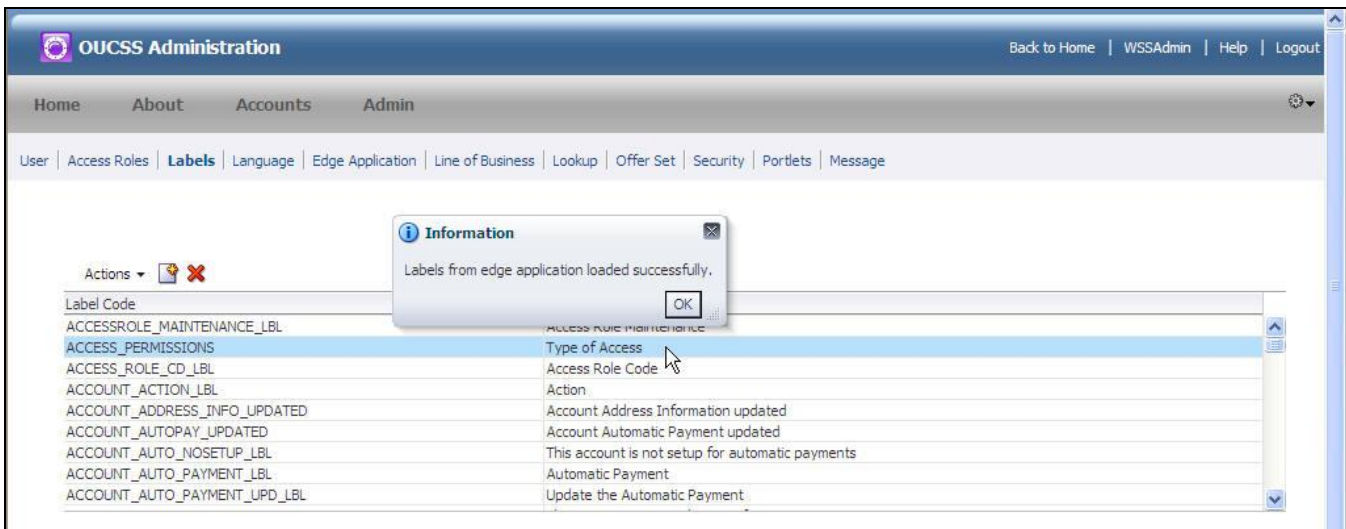 OUCSS Administration
Back to Home | WSSAdmin | Help | Logout
Home About Accounts Admin
User | Access Roles | Labels | Language | Edge Application | Line of Business | Lookup | Offer Set | Security | Portlets | Message
Information
Labels from edge application loaded successfully.
OK
Actions
Label Code
ACCESSROLE_MAINTENANCE_LBL Access Role Maintenance
ACCESS_PERMISSIONS Type of Access
ACCESS_ROLE_CD_LBL Access Role Code
ACCOUNT_ACTION_LBL Action
ACCOUNT_ADDRESS_INFO_UPDATED Account Address Information updated
ACCOUNT_AUTOPAY_UPDATED Account Automatic Payment updated
ACCOUNT_AUTO_NOSETUP_LBL This account is not setup for automatic payments
ACCOUNT_AUTO_PAYMENT_LBL Automatic Payment
ACCOUNT_AUTO_PAYMENT_UPD_LBL Update the Automatic Payment